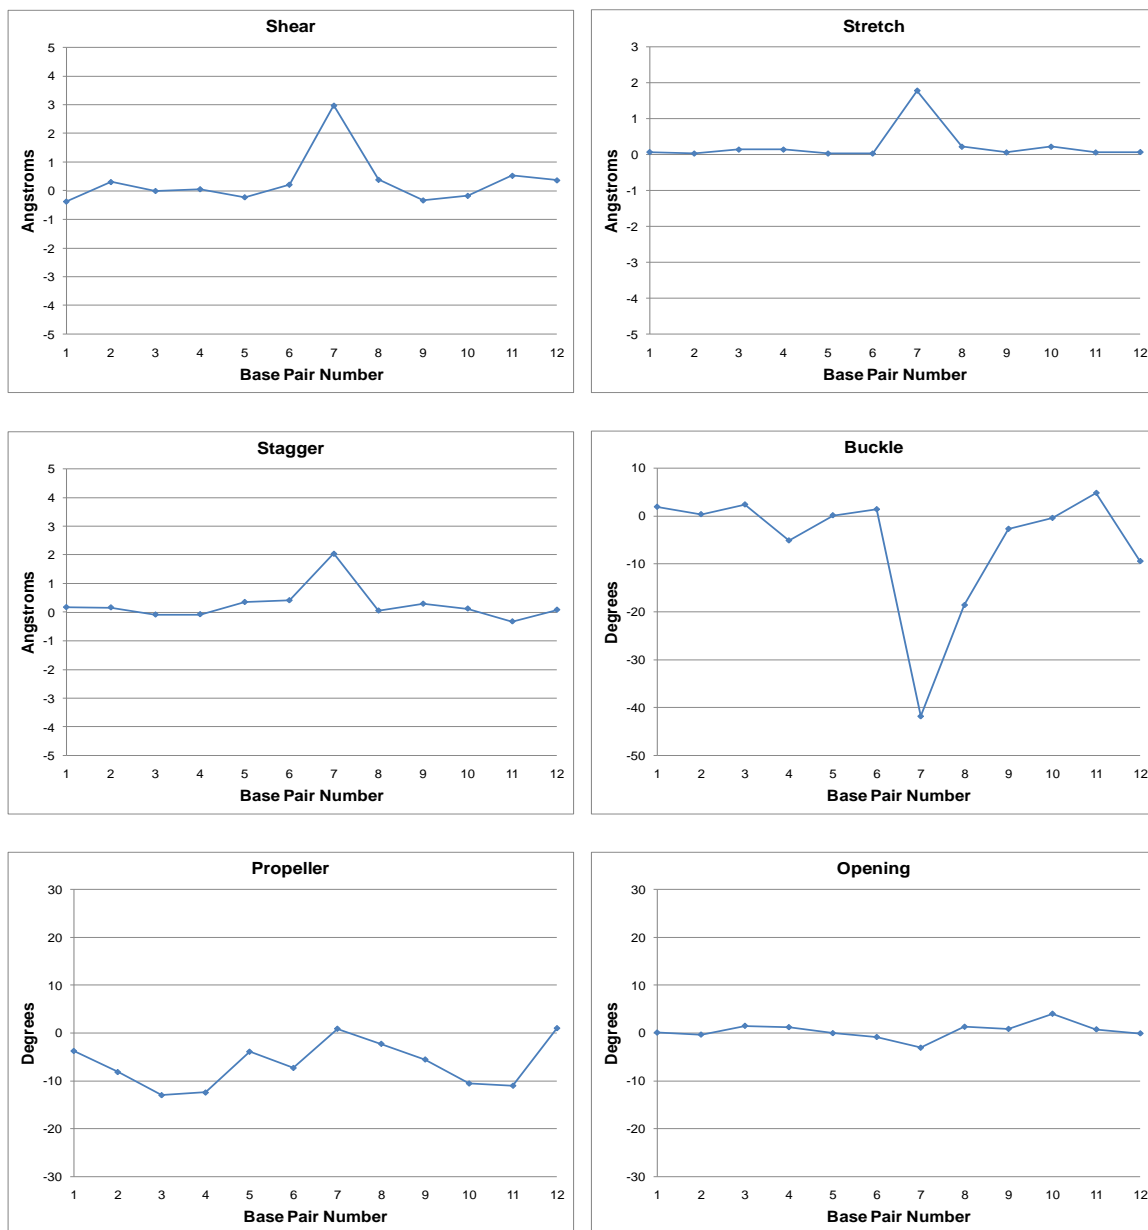 Shear
5
4
3
2
1
0
-1
-2
-3
-4
-5
Angstroms
1 2 3 4 5 6 7 8 9 10 11 12
Base Pair Number
Stretch
3
2
1
0
-1
-2
-3
-4
-5
Angstroms
1 2 3 4 5 6 7 8 9 10 11 12
Base Pair Number
Stagger
5
4
3
2
1
0
-1
-2
-3
-4
-5
Angstroms
1 2 3 4 5 6 7 8 9 10 11 12
Base Pair Number
Buckle
10
0
-10
-20
-30
-40
-50
Degrees
1 2 3 4 5 6 7 8 9 10 11 12
Base Pair Number
Propeller
30
20
10
0
-10
-20
-30
Degrees
1 2 3 4 5 6 7 8 9 10 11 12
Base Pair Number
Opening
30
20
10
0
-10
-20
-30
Degrees
1 2 3 4 5 6 7 8 9 10 11 12
Base Pair Number